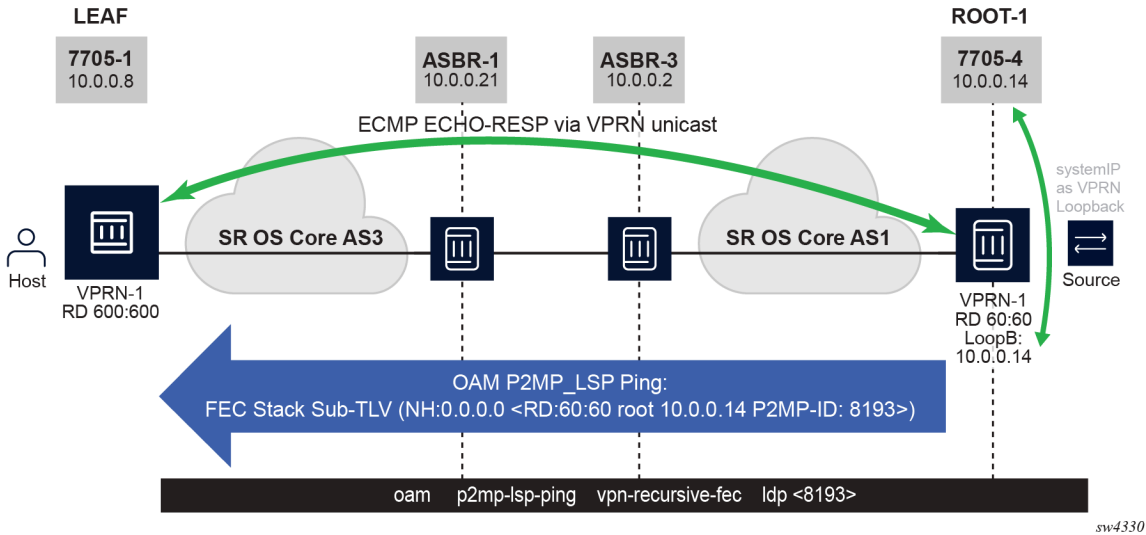 LEAF
ROOT-1
7705-1
10.0.0.8
ASBR-1
10.0.0.21
ASBR-3
10.0.0.2
7705-4
10.0.0.14
ECMP ECHO-RESP via VPRN unicast
systemIP
as VPRN
Loopback
SR OS Core AS3
SR OS Core AS1
Host
Source
VPRN-1
RD 600:600
VPRN-1
RD 60:60
LoopB:
10.0.0.14
OAM P2MP_LSP Ping:
FEC Stack Sub-TLV (NH:0.0.0.0 <RD:60:60 root 10.0.0.14 P2MP-ID: 8193>)
oam p2mp-lsp-ping vpn-recursive-fec ldp <8193>
sw4330